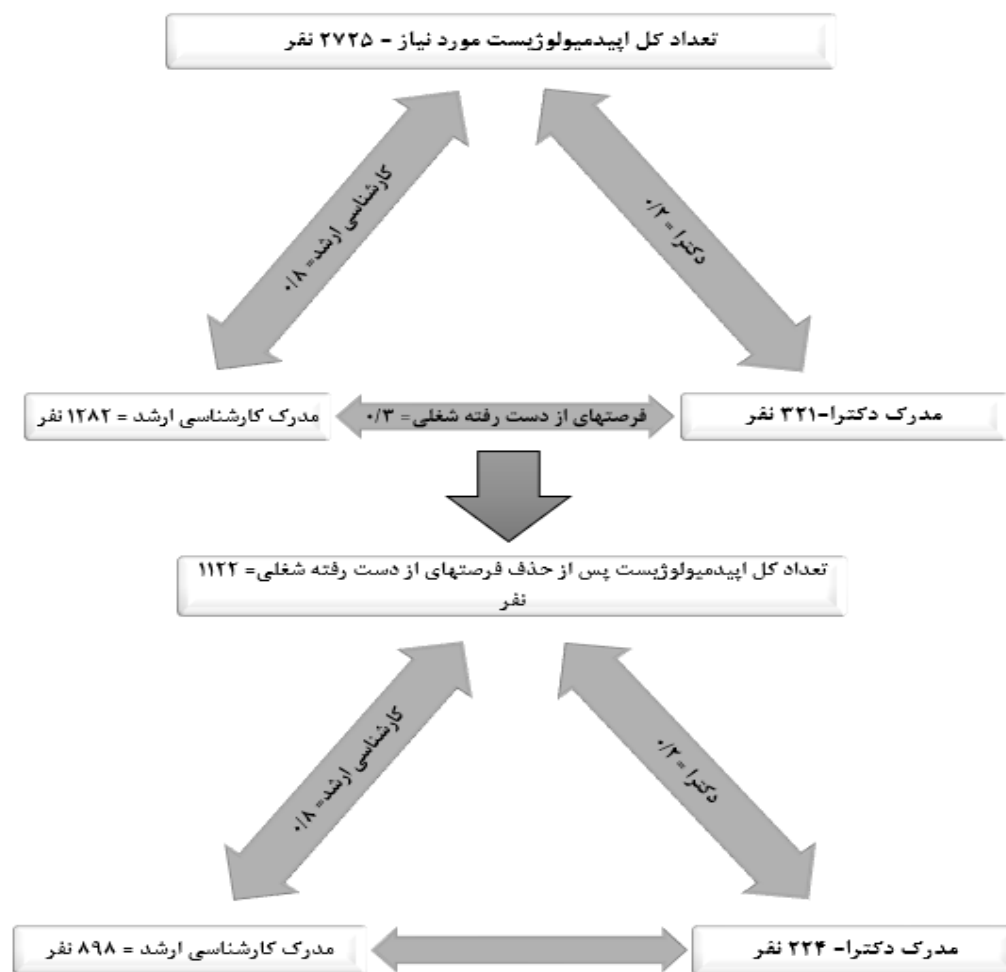 تعداد کل اپیدمیولوژیست مورد نیاز - ۲۷۲۵ نفر
کارشناسی ارشد= ۰/۸
دکترا = ۰/۲
مدرک دکترا-۳۲۱ نفر
فرصتهای از دست رفته شغلی= ۰/۳
مدرک کارشناسی ارشد = ۱۲۸۲ نفر
تعداد کل اپیدمیولوژیست پس از حذف فرصتهای از دست رفته شغلی= ۱۱۲۲
نفر
کارشناسی ارشد= ۰/۸
دکترا = ۰/۲
مدرک دکترا- ۲۲۴ نفر
مدرک کارشناسی ارشد = ۸۹۸ نفر